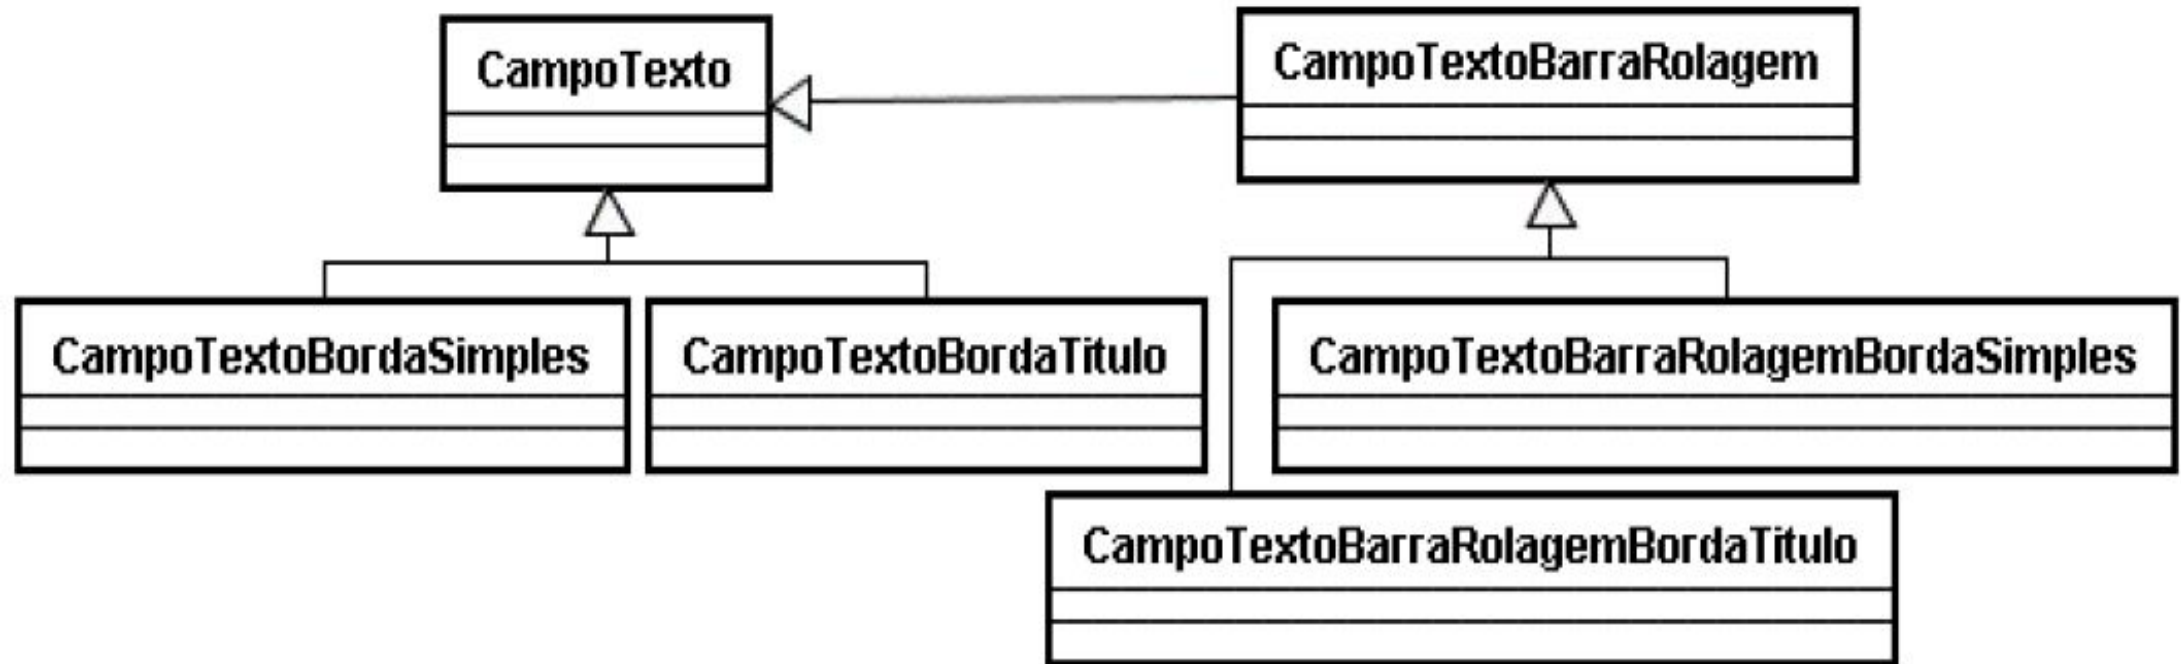 CampoTexto
CampoTextoBarraRolagem
CampoTextoBordaSimples
CampoTextoBordaTitulo
CampoTextoBarraRolagemBordaSimples
CampoTextoBarraRolagemBordaTitulo